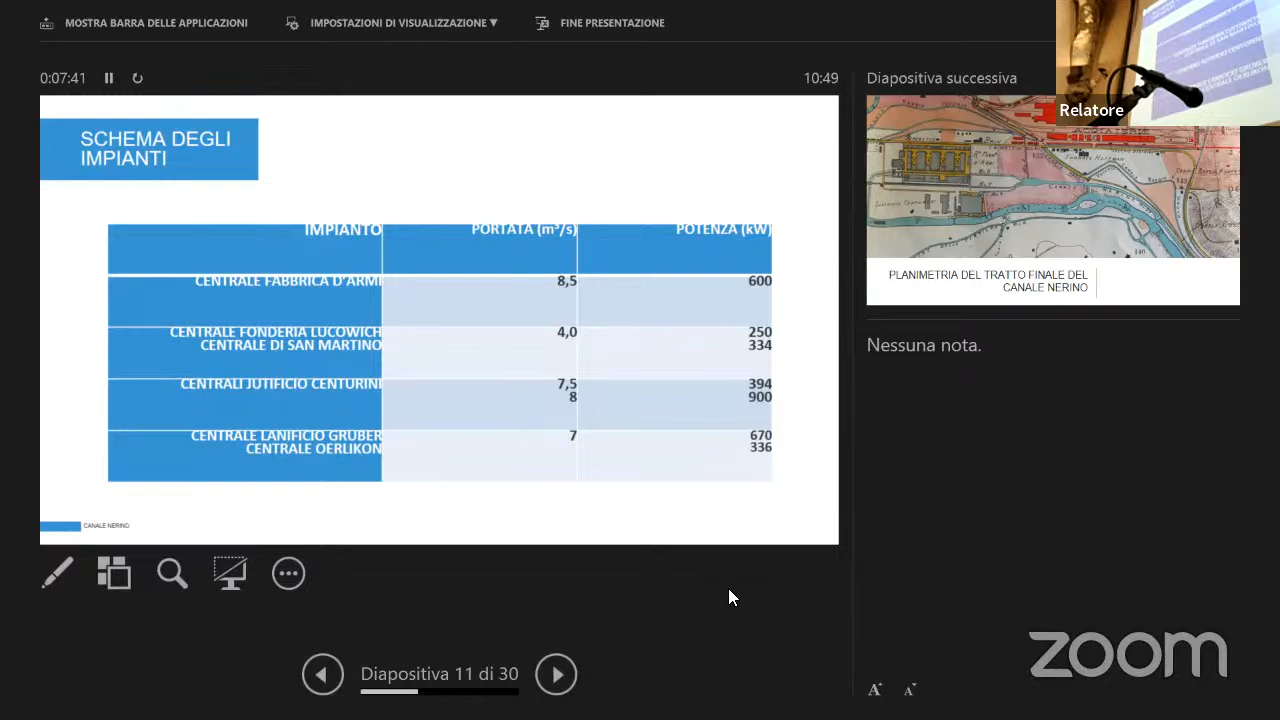 MOSTRA BARRA DELLE APPLICAZIONI
IMPOSTAZIONI DI VISUALIZZAZIONE ▼
FINE PRESENTAZIONE
0:07:41
10:49
SCHEMA DEGLI
IMPIANTI
IMPIANTO PORTATA (m³/s) POTENZA (kW)
CENTRALE FABBRICA D'ARMI 8,5 600
CENTRALE FONDERIA LUCOWICH 4,0 250
CENTRALE DI SAN MARTINO 334
CENTRALI JUTIFICIO CENTURINI 7,5 394
8 900
CENTRALE LANIFICIO GRUBER 7 670
CENTRALE OERLIKON 336
CANALE NERINO
Diapositiva 11 di 30
Diapositiva successiva
Relatore
PLANIMETRIA DEL TRATTO FINALE DEL
CANALE NERINO
Nessuna nota.
zoom
A A